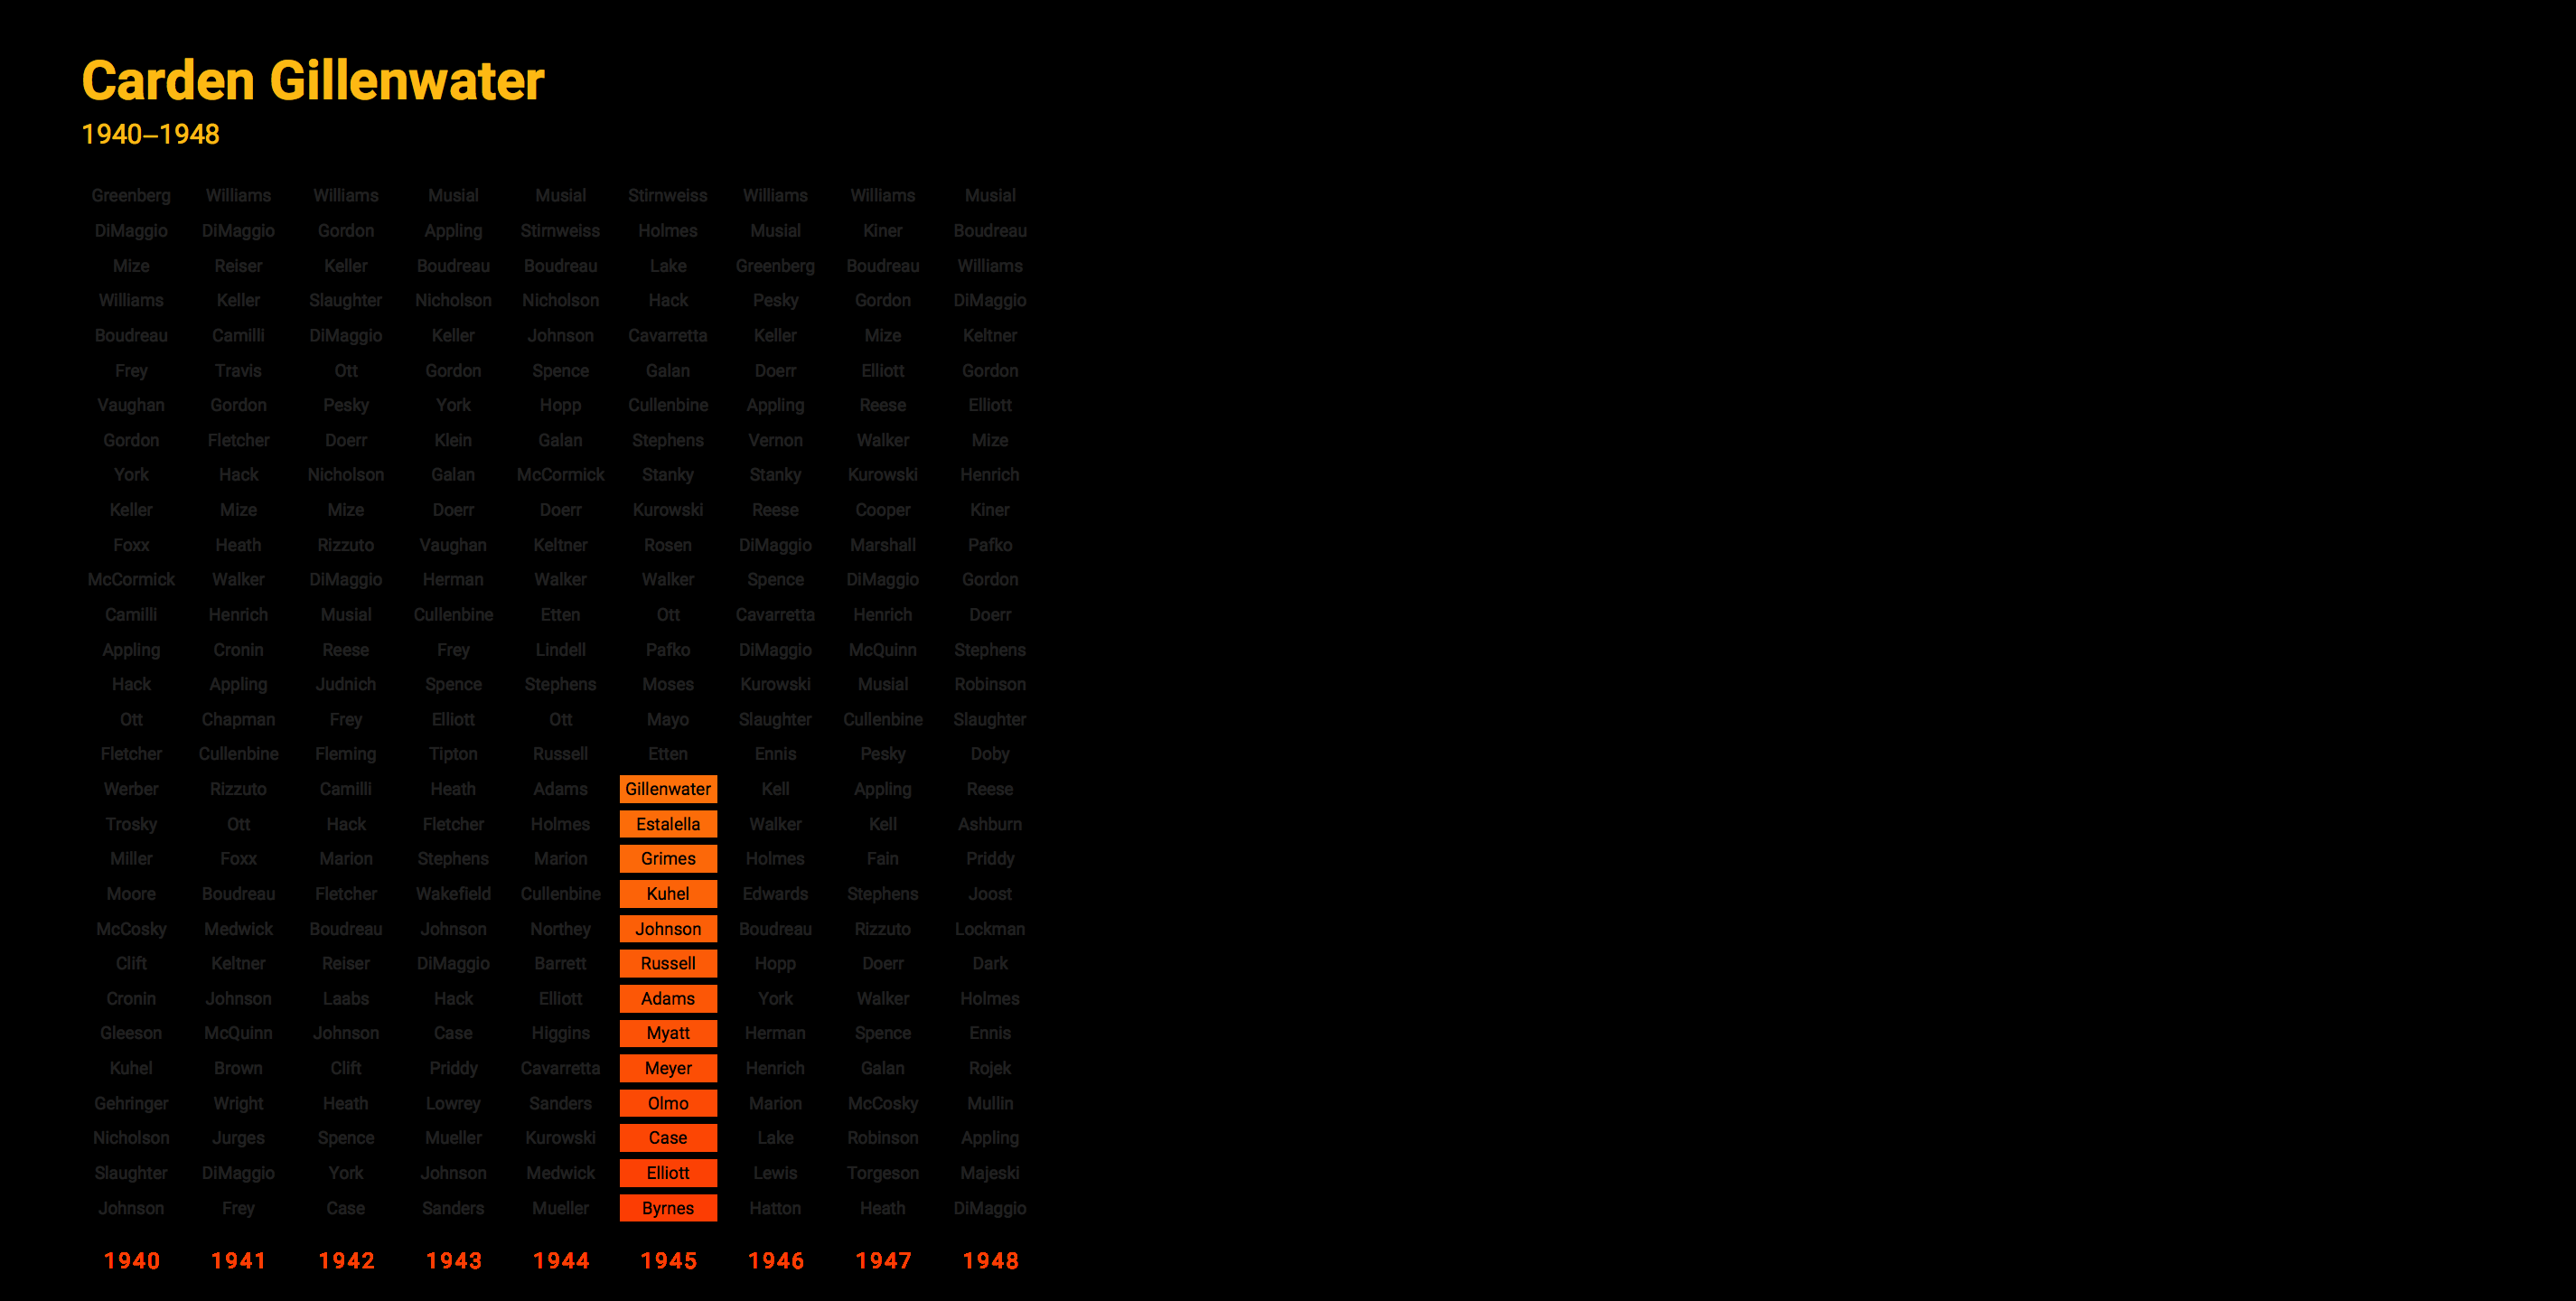 Carden Gillenwater
1940–1948
Greenberg Williams Williams Musial Musial Stirnweiss Williams Williams Musial
DiMaggio DiMaggio Gordon Appling Stirnweiss Holmes Musial Kiner Boudreau
Mize Reiser Keller Boudreau Boudreau Lake Greenberg Boudreau Williams
Williams Keller Slaughter Nicholson Nicholson Hack Pesky Gordon DiMaggio
Boudreau Camilli DiMaggio Keller Johnson Cavarretta Keller Mize Keltner
Frey Travis Ott Gordon Spence Galan Doerr Elliott Gordon
Vaughan Gordon Pesky York Hopp Cullenbine Appling Reese Elliott
Gordon Fletcher Doerr Klein Galan Stephens Vernon Walker Mize
York Hack Nicholson Galan McCormick Stanky Stanky Kurowski Henrich
Keller Mize Mize Doerr Doerr Kurowski Reese Cooper Kiner
Foxx Heath Rizzuto Vaughan Keltner Rosen DiMaggio Marshall Pafko
McCormick Walker DiMaggio Herman Walker Walker Spence DiMaggio Gordon
Camilli Henrich Musial Cullenbine Etten Ott Cavarretta Henrich Doerr
Appling Cronin Reese Frey Lindell Pafko DiMaggio McQuinn Stephens
Hack Appling Judnich Spence Stephens Moses Kurowski Musial Robinson
Ott Chapman Frey Elliott Ott Mayo Slaughter Cullenbine Slaughter
Fletcher Cullenbine Fleming Tipton Russell Etten Ennis Pesky Doby
Werber Rizzuto Camilli Heath Adams Gillenwater Kell Appling Reese
Trosky Ott Hack Fletcher Holmes Estalella Walker Kell Ashburn
Miller Foxx Marion Stephens Marion Grimes Holmes Fain Priddy
Moore Boudreau Fletcher Wakefield Cullenbine Kuhel Edwards Stephens Joost
McCosky Medwick Boudreau Johnson Northey Johnson Boudreau Rizzuto Lockman
Clift Keltner Reiser DiMaggio Barrett Russell Hopp Doerr Dark
Cronin Johnson Laabs Hack Elliott Adams York Walker Holmes
Gleeson McQuinn Johnson Case Higgins Myatt Herman Spence Ennis
Kuhel Brown Clift Priddy Cavarretta Meyer Henrich Galan Rojek
Gehringer Wright Heath Lowrey Sanders Olmo Marion McCosky Mullin
Nicholson Jurges Spence Mueller Kurowski Case Lake Robinson Appling
Slaughter DiMaggio York Johnson Medwick Elliott Lewis Torgeson Majeski
Johnson Frey Case Sanders Mueller Byrnes Hatton Heath DiMaggio
1940 1941 1942 1943 1944 1945 1946 1947 1948